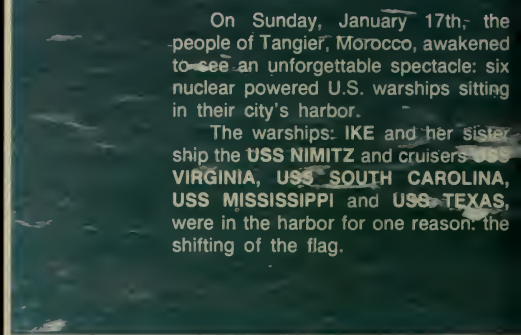 On Sunday, January 17th, the
people of Tangier, Morocco, awakened
to see an unforgettable spectacle: six
nuclear powered U.S. warships sitting
in their city's harbor.
The warships: IKE and her sister
ship the USS NIMITZ and cruisers USS
VIRGINIA, USS SOUTH CAROLINA,
USS MISSISSIPPI and USS TEXAS,
were in the harbor for one reason: the
shifting of the flag.